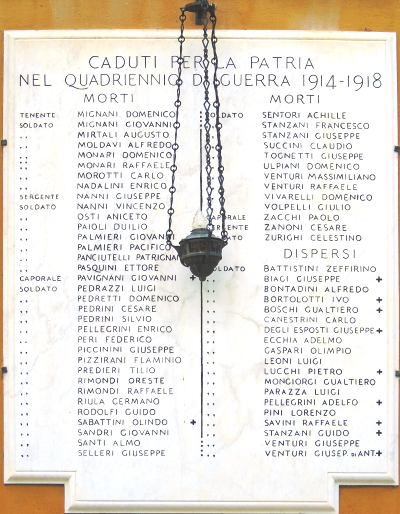 CADUTI PER LA PATRIA
NEL QUADRIENNIO DI GUERRA 1914-1918
MORTI
TENENTE MIGNANI DOMENICO
SOLDATO MIGNANI GIOVANNI
.. MIRTALI AUGUSTO
.. MOLDAVI ALFREDO
.. MONARI DOMENICO
.. MONARI RAFFAELE
.. MOROTTI CARLO
.. NADALINI ENRICO
SERGENTE NANNI GIUSEPPE
SOLDATO NANNI VINCENZO
.. OSTI ANICETO
.. PAIOLI DUILIO
.. PALMIERI GIOVANNI
.. PALMIERI PACIFICO
.. PANCIUTELLI PATRIGNANI
.. PASQUINI ETTORE
CAPORALE PAVIGNANI GIOVANNI +
SOLDATO PEDRAZZI LUIGI
.. PEDRETTI DOMENICO
.. PEDRINI CESARE
.. PEDRINI SILVIO
.. PELLEGRINI ENRICO
.. PERI FEDERICO
.. PICCININI GIUSEPPE
.. PIZZIRANI FLAMINIO
.. PREDIERI TILIO
.. RIMONDI ORESTE
.. RIMONDI RAFFAELE
.. RIULA GERMANO
.. RODOLFI GUIDO
.. SABATTINI OLINDO +
.. SANDRI GIOVANNI
.. SANTI ALMO
.. SELLERI GIUSEPPE
MORTI
SOLDATO SENTORI ACHILLE
.. STANZANI FRANCESCO
.. STANZANI GIUSEPPE
.. SUCCINI CLAUDIO
.. TOGNETTI GIUSEPPE
.. ULPIANI DOMENICO
.. VENTURI MASSIMILIANO
.. VENTURI RAFFAELE
.. VIVARELLI DOMENICO
.. VOLPELLI GIULIO
CAPORALE ZACCHI PAOLO
SERGENTE ZANONI CESARE
SOLDATO ZURIGHI CELESTINO
DISPERSI
SOLDATO BATTISTINI ZEFFIRINO
.. BIAGI GIUSEPPE +
.. BONTADINI ALFREDO
.. BORTOLOTTI IVO +
.. BOSCHI GUALTIERO +
.. CANESTRINI CARLO
.. DEGLI ESPOSTI GIUSEPPE +
.. ECCHIA ADELMO
.. GASPARI OLIMPIO
.. LEONI LUIGI
.. LUCCHI PIETRO +
.. MONGIORGI GUALTIERO
.. PARAZZA LUIGI
.. PELLEGRINI ADELFO +
.. PINI LORENZO
.. SAVINI RAFFAELE +
.. STANZANI GUIDO +
.. VENTURI GIUSEPPE
.. VENTURI GIUSEP. DI ANT. +